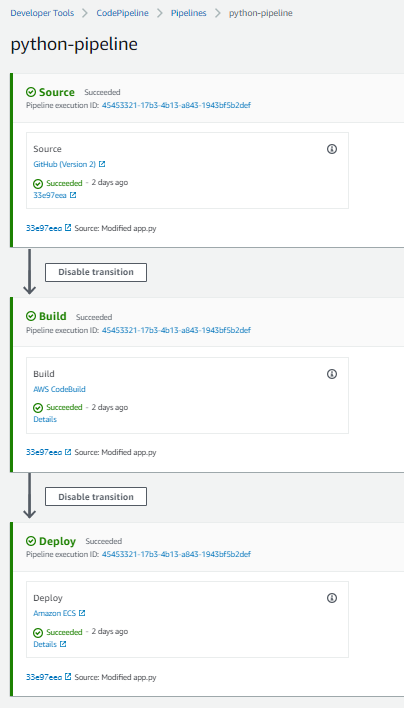 Developer Tools > CodePipeline > Pipelines > python-pipeline
python-pipeline
Source Succeeded
Pipeline execution ID: 45453321-17b3-4b13-a843-1943bf5b2def
Source
GitHub (Version 2)
Succeeded - 2 days ago
33e97eea
33e97eea Source: Modified app.py
Disable transition
Build Succeeded
Pipeline execution ID: 45453321-17b3-4b13-a843-1943bf5b2def
Build
AWS CodeBuild
Succeeded - 2 days ago
Details
33e97eea Source: Modified app.py
Disable transition
Deploy Succeeded
Pipeline execution ID: 45453321-17b3-4b13-a843-1943bf5b2def
Deploy
Amazon ECS
Succeeded - 2 days ago
Details
33e97eea Source: Modified app.py